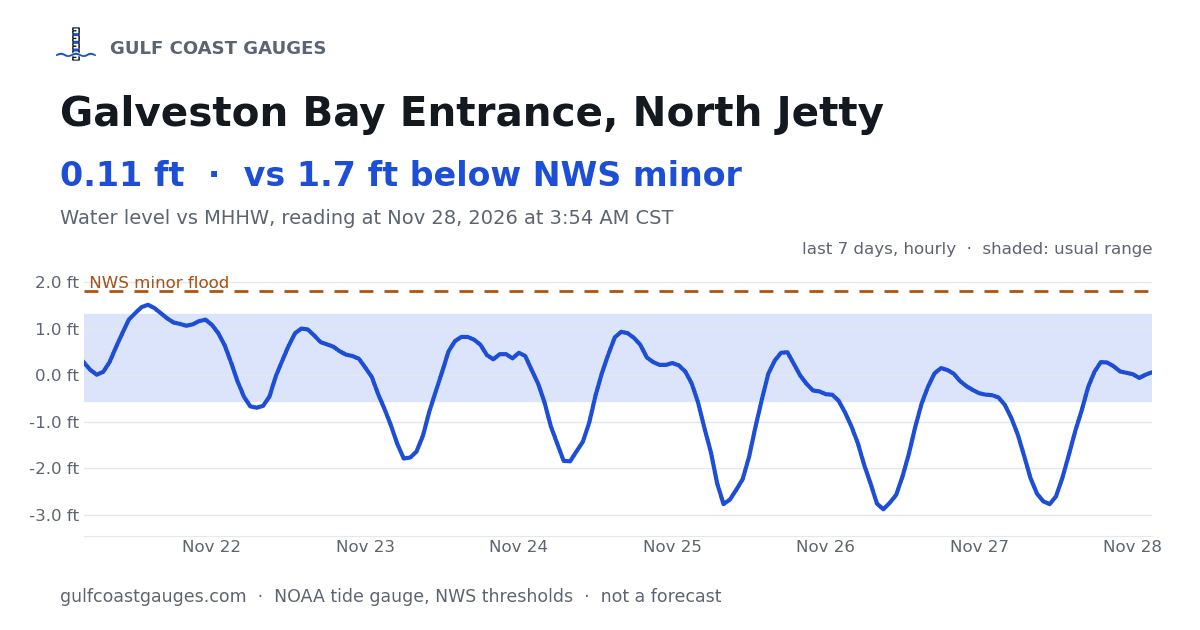 GULF COAST GAUGES
Galveston Bay Entrance, North Jetty
0.11 ft · vs 1.7 ft below NWS minor
Water level vs MHHW, reading at Nov 28, 2026 at 3:54 AM CST
last 7 days, hourly · shaded: usual range
2.0 ft
NWS minor flood
1.0 ft
0.0 ft
-1.0 ft
-2.0 ft
-3.0 ft
Nov 22 Nov 23 Nov 24 Nov 25 Nov 26 Nov 27 Nov 28
gulfcoastgauges.com · NOAA tide gauge, NWS thresholds · not a forecast